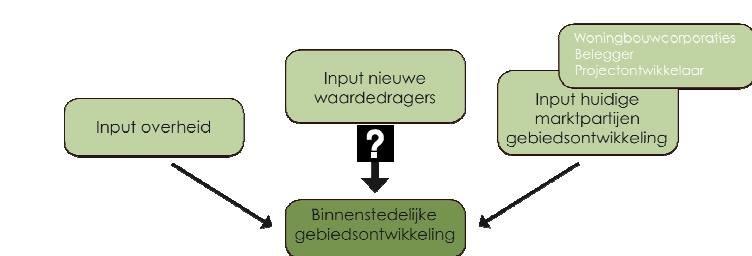 Woningbouwcorporaties
Belegger
Projectontwikkelaar
Input nieuwe
waardedragers
Input huidige
marktpartijen
gebiedsontwikkeling
Input overheid
?
Binnenstedelijke
gebiedsontwikkeling